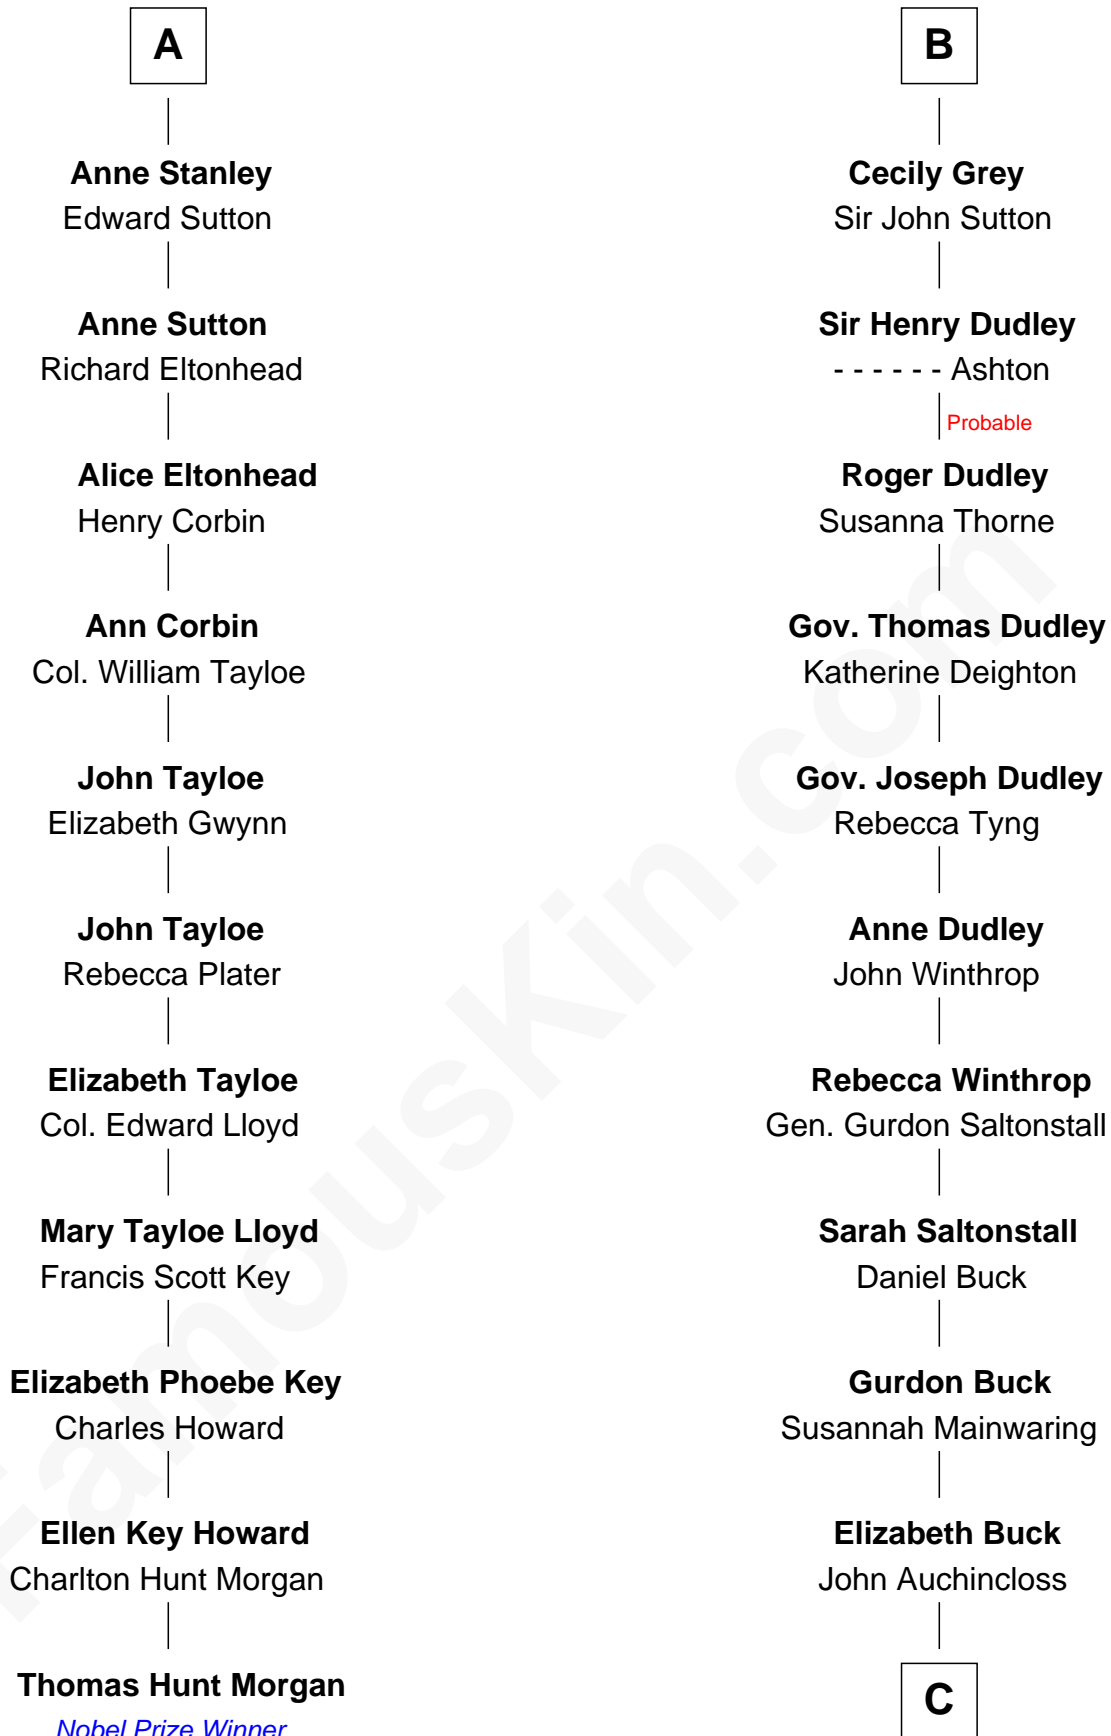 A
Anne Stanley
Edward Sutton
Anne Sutton
Richard Eltonhead
Alice Eltonhead
Henry Corbin
Ann Corbin
Col. William Tayloe
John Tayloe
Elizabeth Gwynn
John Tayloe
Rebecca Plater
Elizabeth Tayloe
Col. Edward Lloyd
Mary Tayloe Lloyd
Francis Scott Key
Elizabeth Phoebe Key
Charles Howard
Ellen Key Howard
Charlton Hunt Morgan
Thomas Hunt Morgan
Nobel Prize Winner
B
Cecily Grey
Sir John Sutton
Sir Henry Dudley
- - - - - - Ashton
Probable
Roger Dudley
Susanna Thorne
Gov. Thomas Dudley
Katherine Deighton
Gov. Joseph Dudley
Rebecca Tyng
Anne Dudley
John Winthrop
Rebecca Winthrop
Gen. Gurdon Saltonstall
Sarah Saltonstall
Daniel Buck
Gurdon Buck
Susannah Mainwaring
Elizabeth Buck
John Auchincloss
C
FamousKin.com